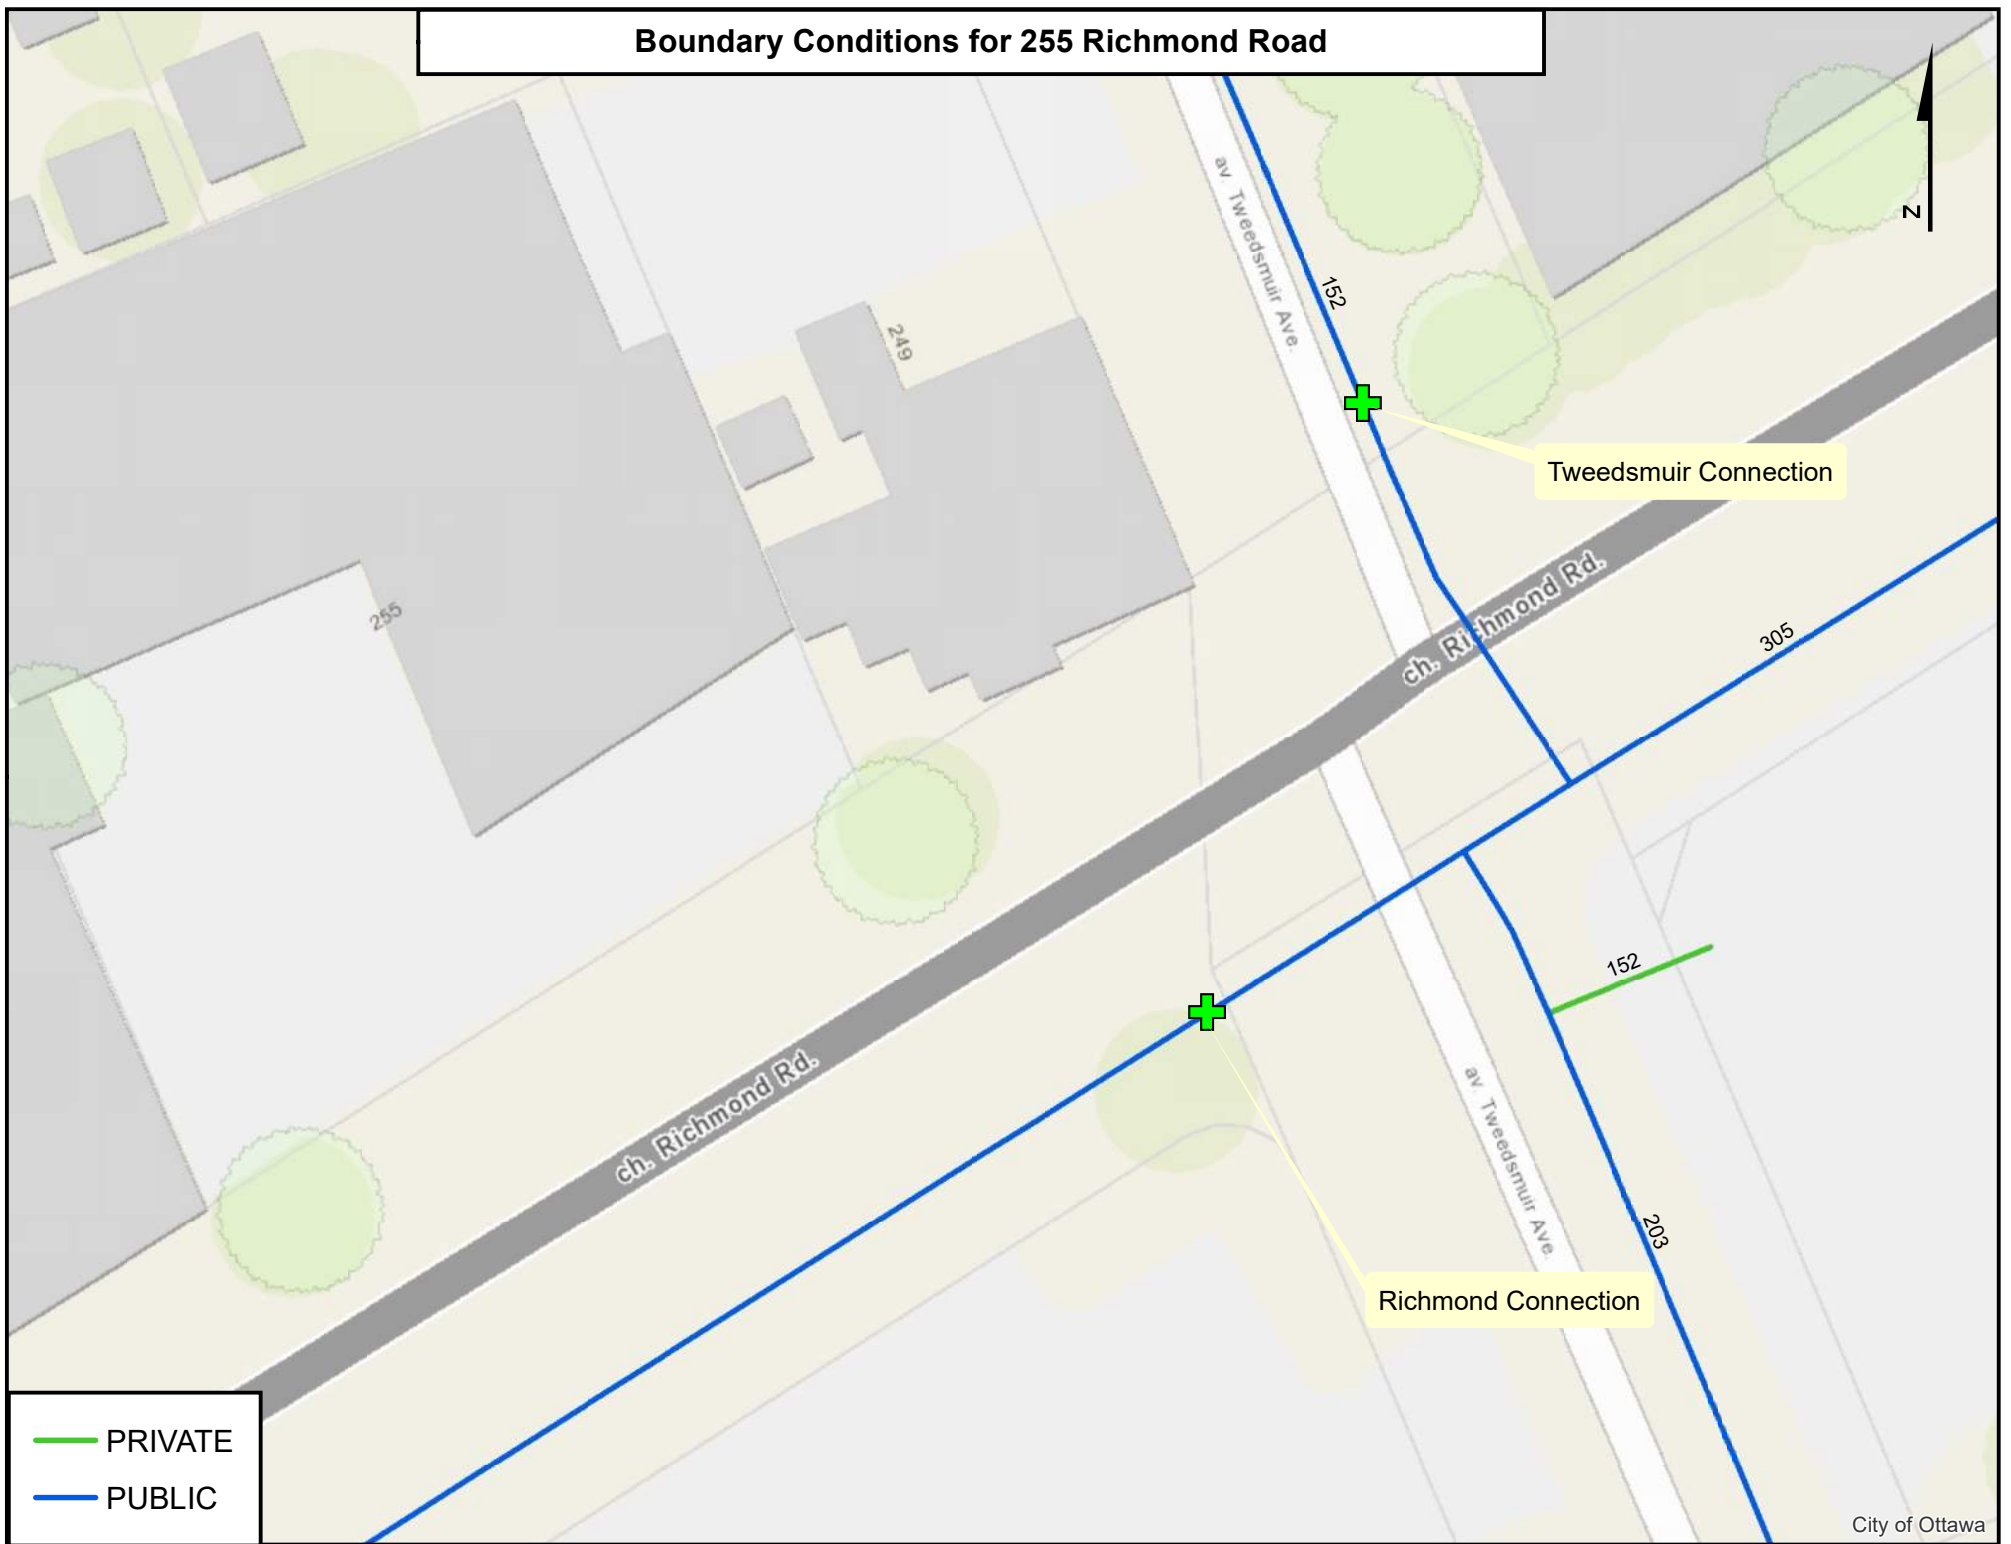 Boundary Conditions for 255 Richmond Road
N
av. Tweedsmuir Ave.
152
249
Tweedsmuir Connection
255
ch. Richmond Rd.
305
152
ch. Richmond Rd.
av. Tweedsmuir Ave.
203
Richmond Connection
PRIVATE
PUBLIC
City of Ottawa